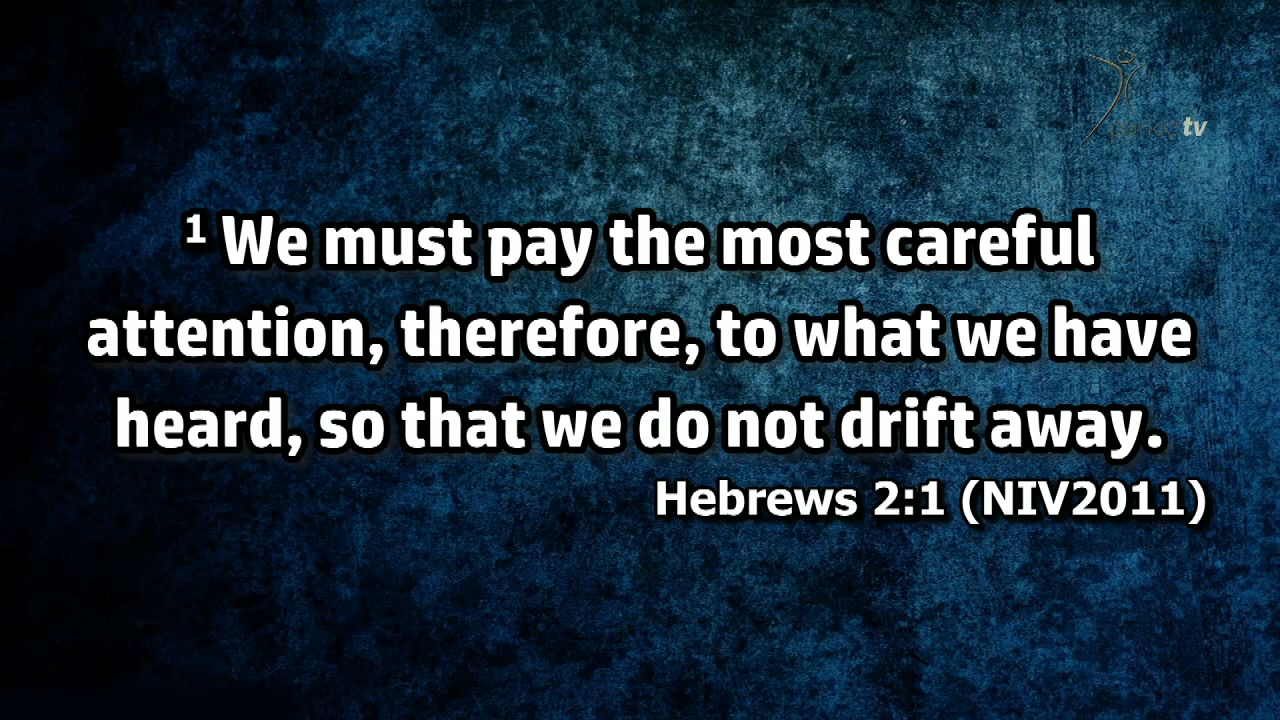 tv
¹ We must pay the most careful
attention, therefore, to what we have
heard, so that we do not drift away.
Hebrews 2:1 (NIV2011)